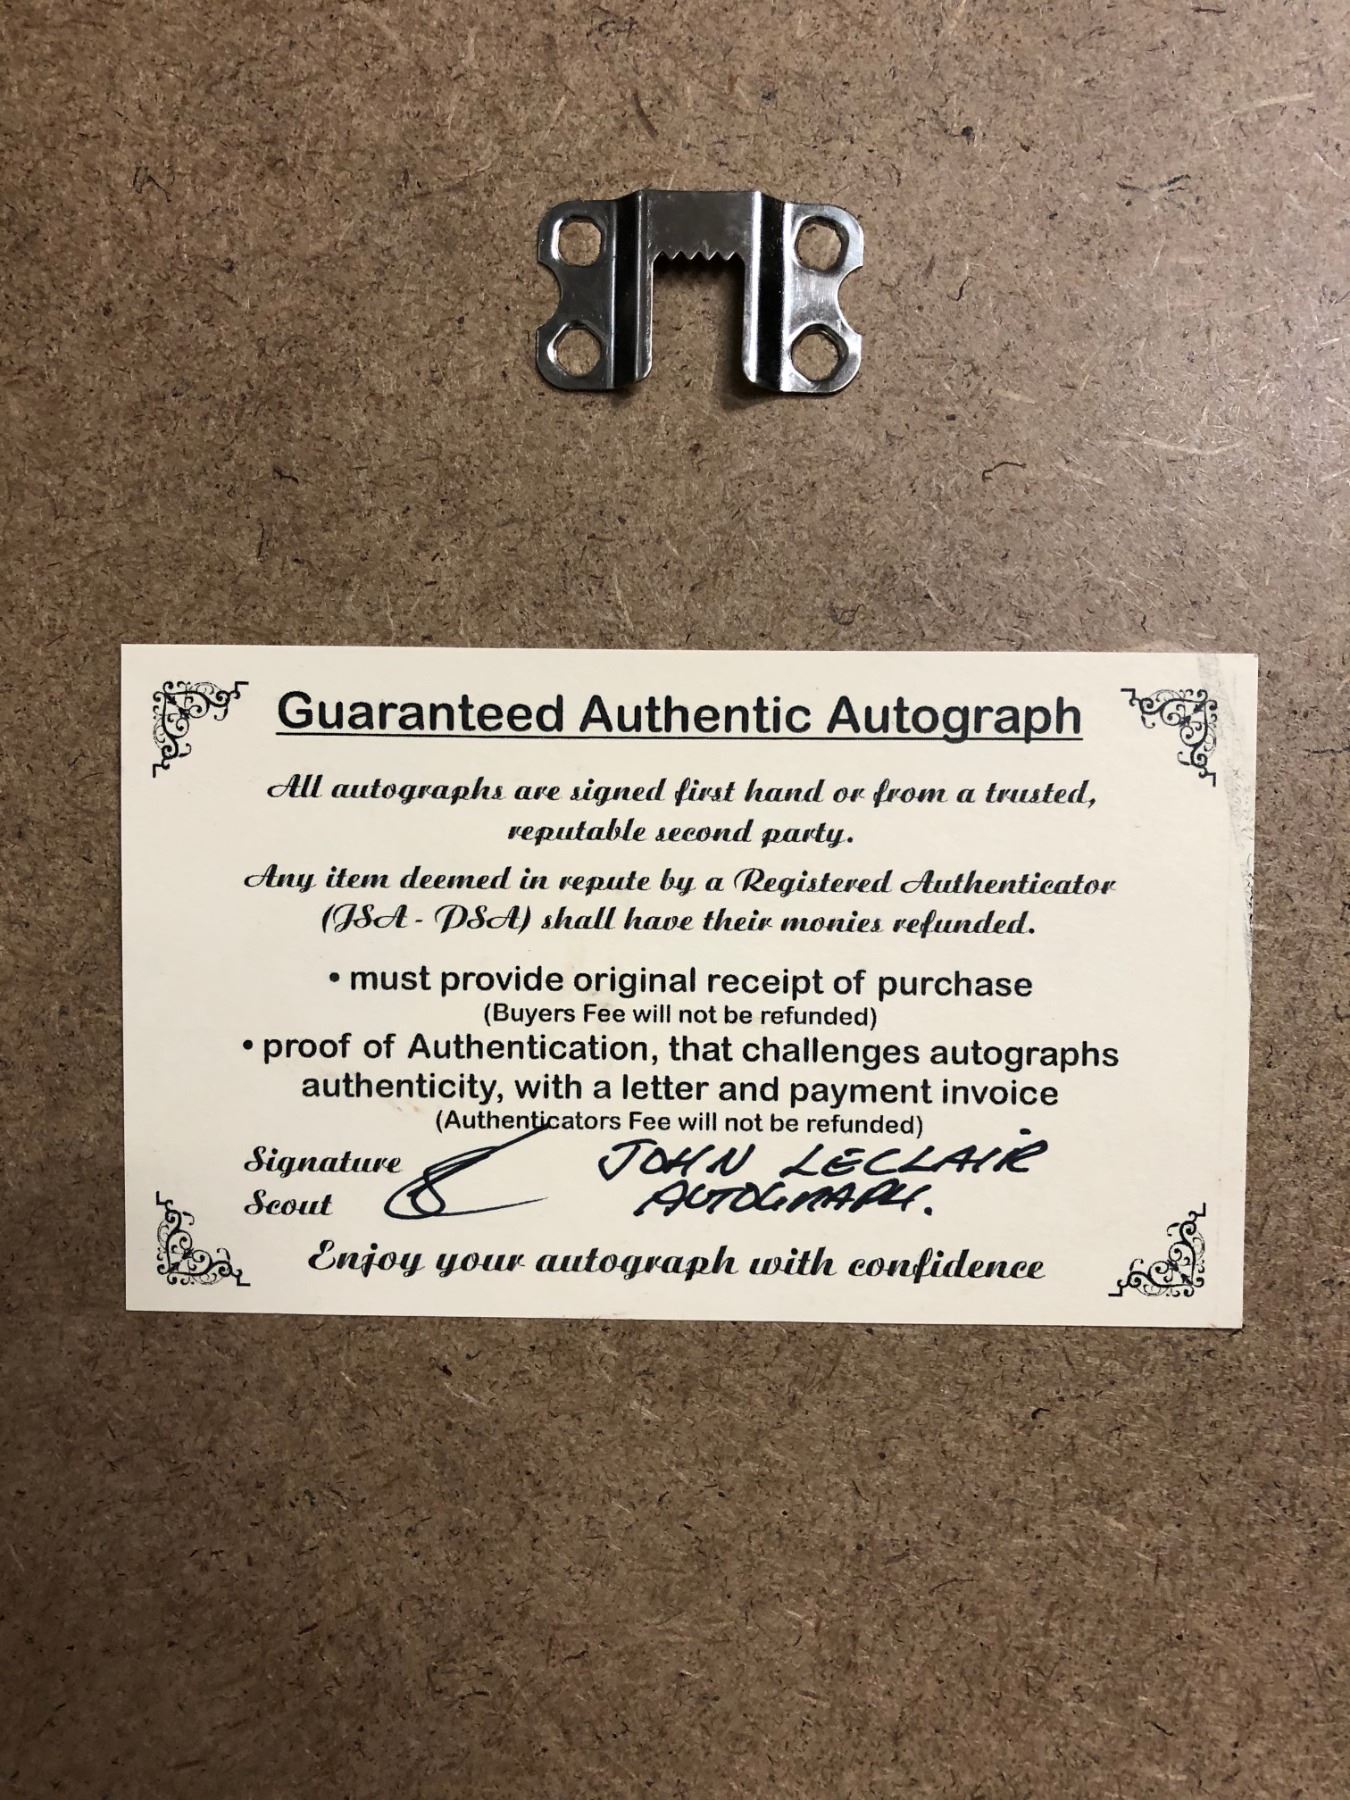 Guaranteed Authentic Autograph
All autographs are signed first hand or from a trusted,
reputable second party.
Any item deemed in repute by a Registered Authenticator
(JSA - PSA) shall have their monies refunded.
• must provide original receipt of purchase
(Buyers Fee will not be refunded)
• proof of Authentication, that challenges autographs
authenticity, with a letter and payment invoice
(Authenticators Fee will not be refunded)
Signature JOHN LECLAIR
Scout AUTOGRAPH.
Enjoy your autograph with confidence